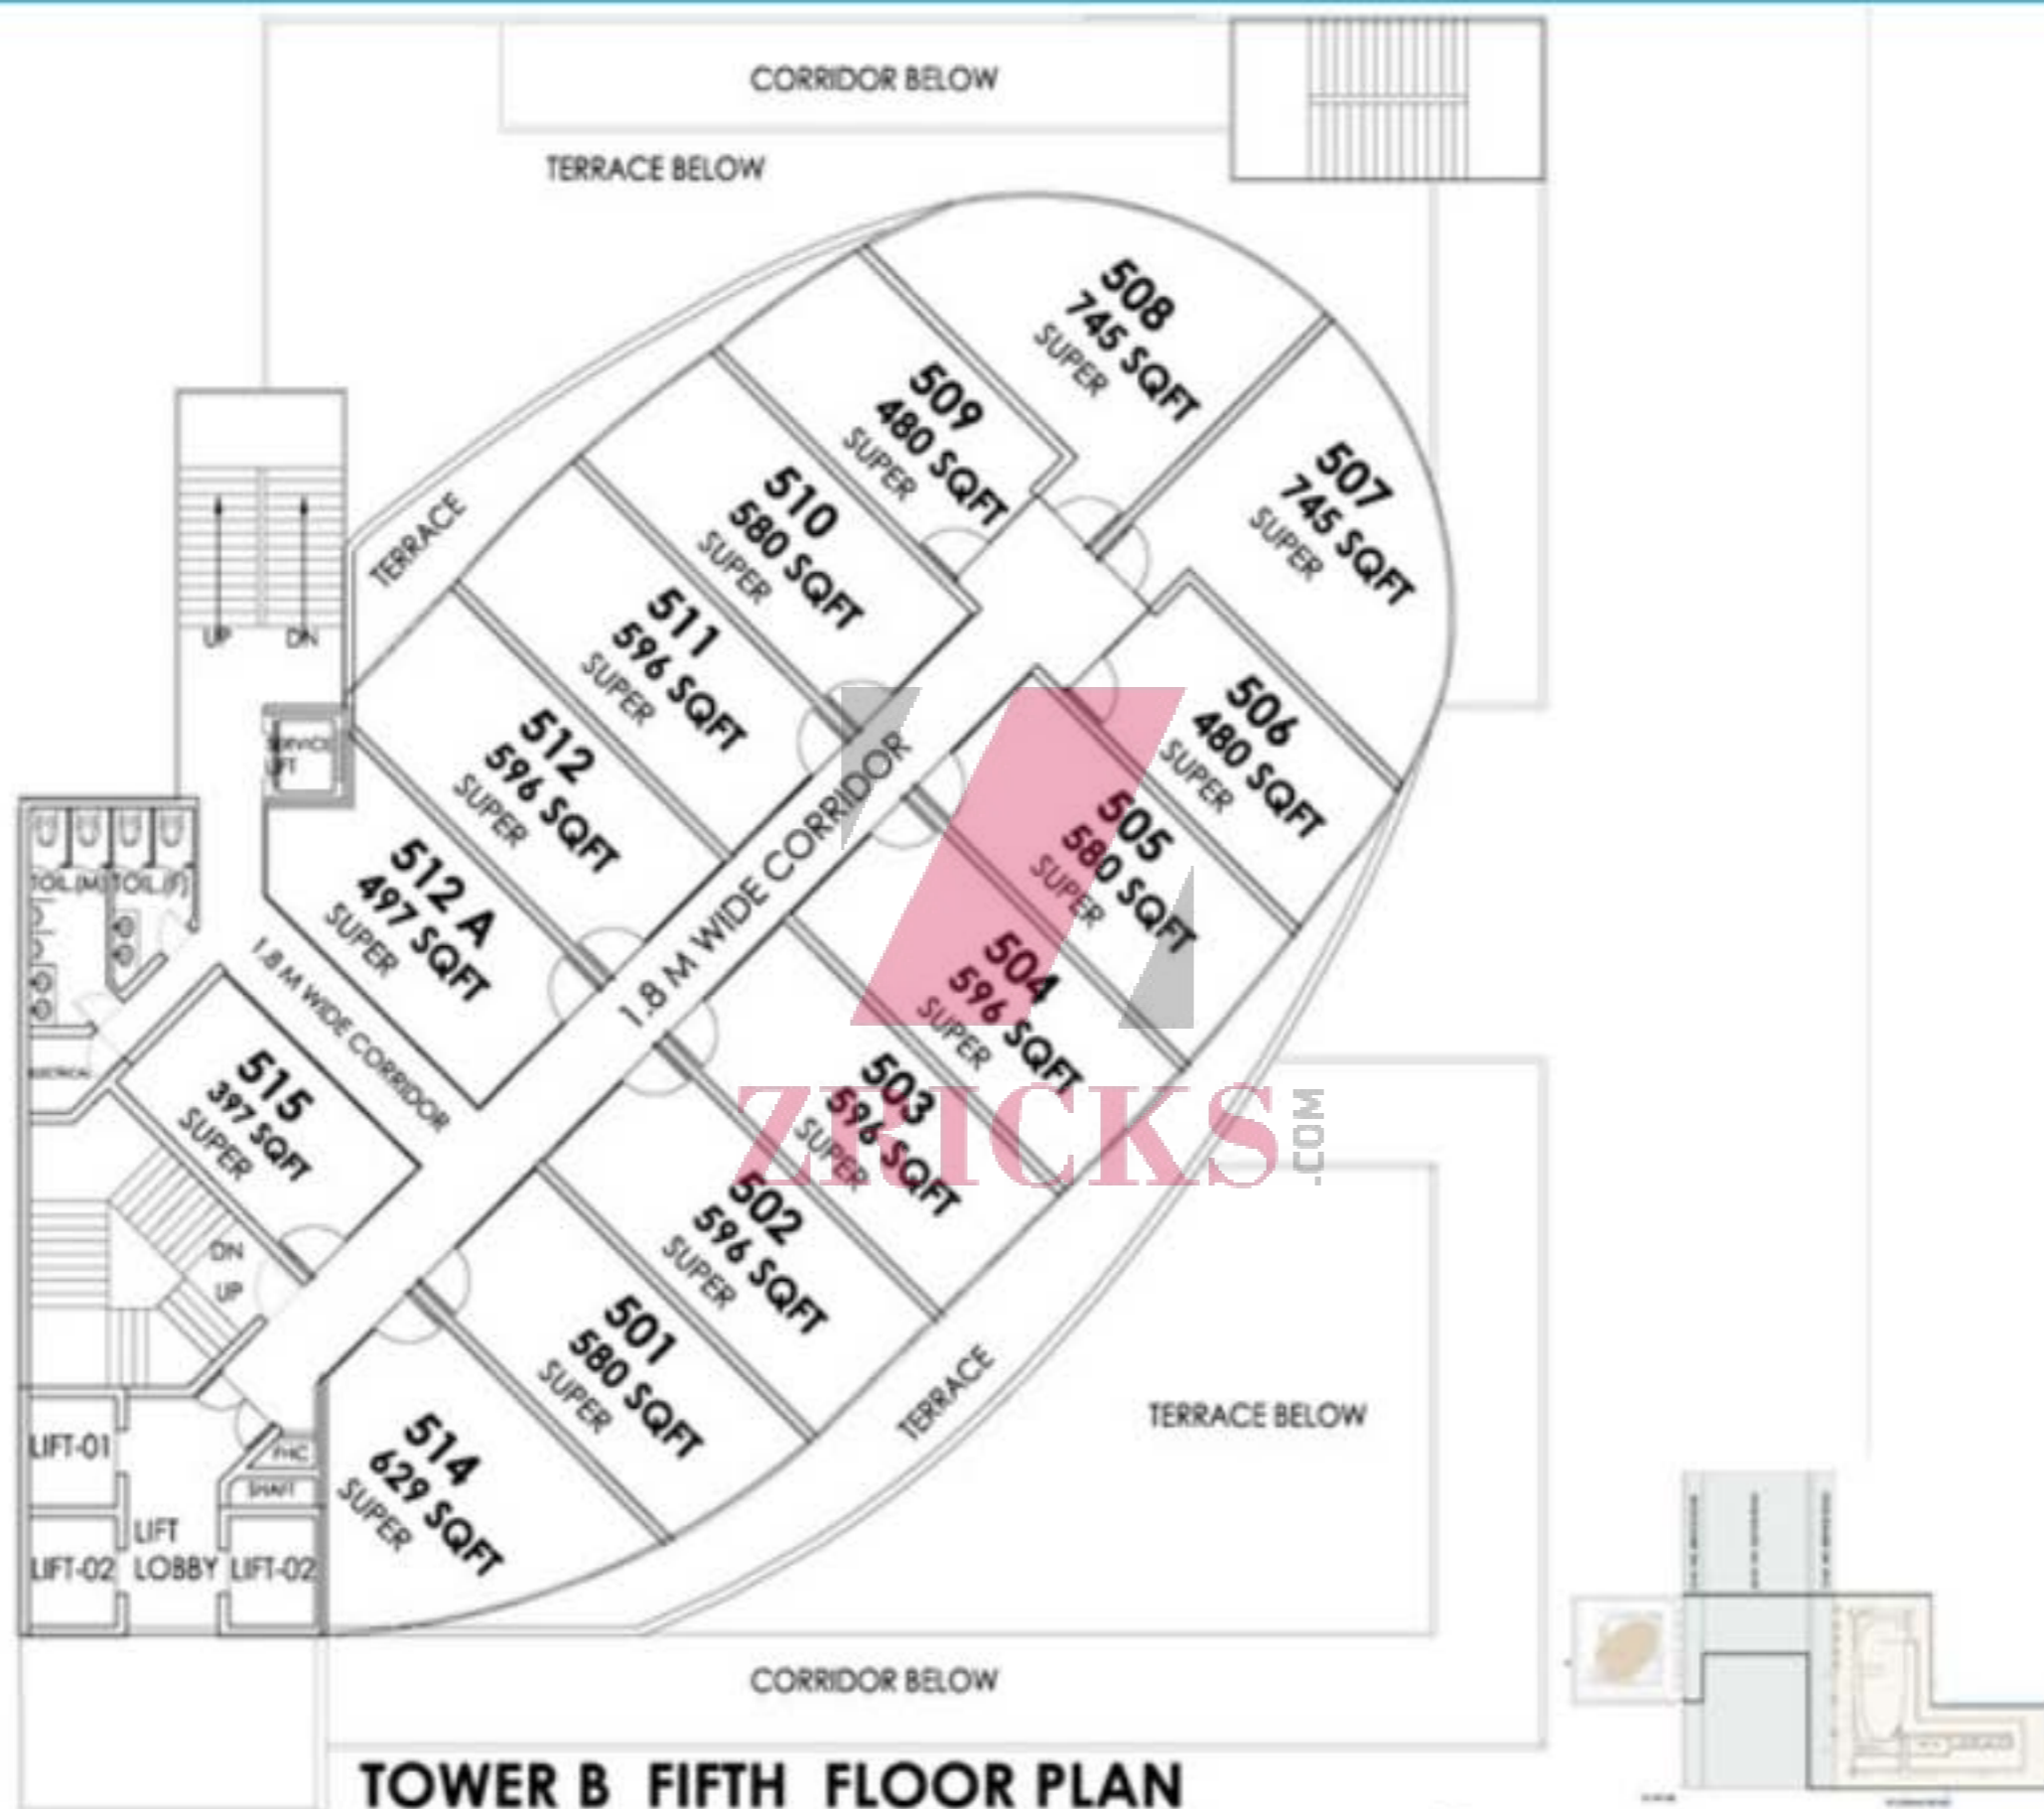 CORRIDOR BELOW
TERRACE BELOW
508
745 SQFT
SUPER
507
745 SQFT
SUPER
509
480 SQFT
SUPER
510
580 SQFT
SUPER
TERRACE
511
596 SQFT
SUPER
506
480 SQFT
SUPER
UP DN
512
596 SQFT
SUPER
SERVICE
LIFT
505
580 SQFT
SUPER
1.8 M WIDE CORRIDOR
512 A
497 SQFT
SUPER
TOIL.(M) TOIL.(F)
504
596 SQFT
SUPER
1.8 M WIDE CORRIDOR
503
596 SQFT
SUPER
515
397 SQFT
SUPER
ELECTRICAL
ZRICKS
.COM
502
596 SQFT
SUPER
DN
UP
501
580 SQFT
SUPER
TERRACE
TERRACE BELOW
514
629 SQFT
SUPER
LIFT-01
FHC
SHAFT
LIFT
LOBBY
LIFT-02
LIFT-02
CORRIDOR BELOW
TOWER B FIFTH FLOOR PLAN